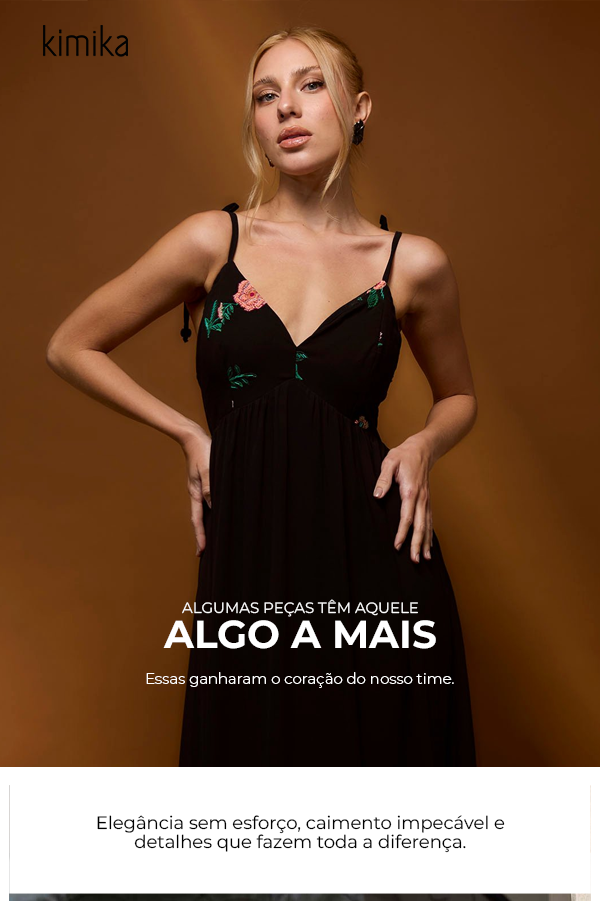 kimika
ALGUMAS PEÇAS TÊM AQUELE
ALGO A MAIS
Essas ganharam o coração do nosso time.
Elegância sem esforço, caimento impecável e
detalhes que fazem toda a diferença.